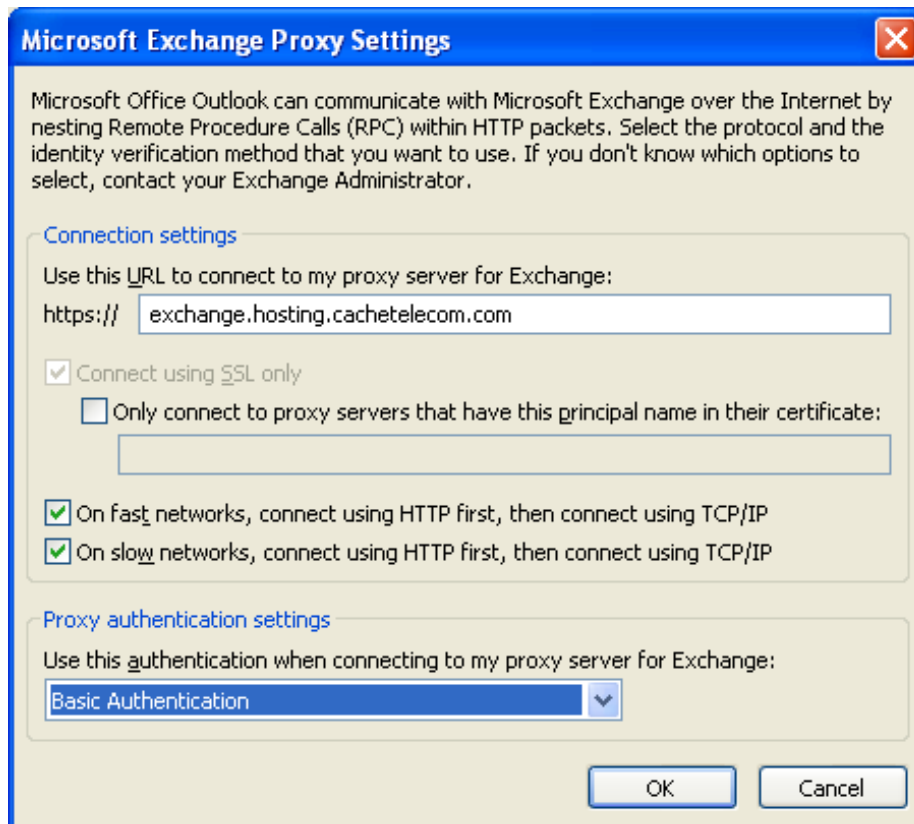 Microsoft Exchange Proxy Settings
Microsoft Office Outlook can communicate with Microsoft Exchange over the Internet by
nesting Remote Procedure Calls (RPC) within HTTP packets. Select the protocol and the
identity verification method that you want to use. If you don't know which options to
select, contact your Exchange Administrator.
Connection settings
Use this URL to connect to my proxy server for Exchange:
https:// exchange.hosting.cachetelecom.com
Connect using SSL only
Only connect to proxy servers that have this principal name in their certificate:
On fast networks, connect using HTTP first, then connect using TCP/IP
On slow networks, connect using HTTP first, then connect using TCP/IP
Proxy authentication settings
Use this authentication when connecting to my proxy server for Exchange:
Basic Authentication
OK Cancel